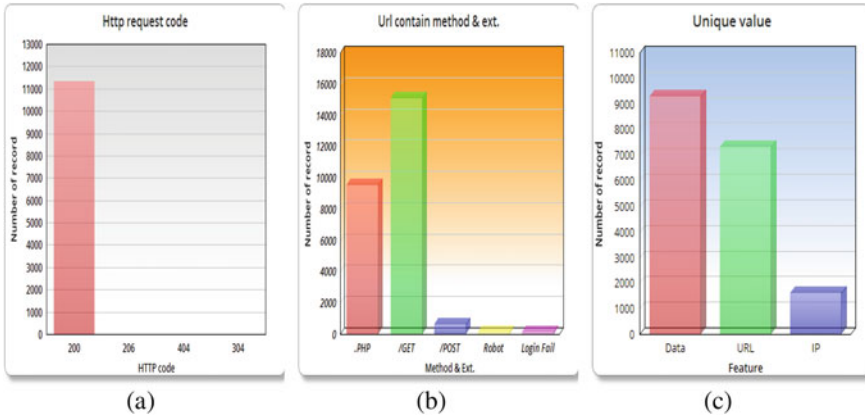 Http request code
Number of record
13000
12000
11000
10000
9000
8000
7000
6000
5000
4000
3000
2000
1000
0
200 206 404 304
HTTP code
(a)
Url contain method & ext.
Number of record
18000
16000
14000
12000
10000
8000
6000
4000
2000
0
.PHP /GET /POST Robot Login Fail
Method & Ext.
(b)
Unique value
Number of record
11000
10000
9000
8000
7000
6000
5000
4000
3000
2000
1000
0
Data URL IP
Feature
(c)